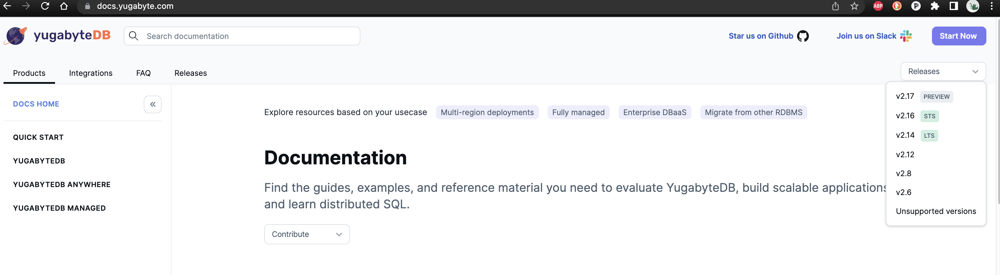 docs.yugabyte.com
ABP
yugabyteDB
Search documentation
Star us on Github
Join us on Slack
Start Now
Products
Integrations
FAQ
Releases
Releases
v2.17 PREVIEW
v2.16 STS
v2.14 LTS
v2.12
v2.8
v2.6
Unsupported versions
DOCS HOME
QUICK START
YUGABYTEDB
YUGABYTEDB ANYWHERE
YUGABYTEDB MANAGED
Explore resources based on your usecase
Multi-region deployments
Fully managed
Enterprise DBaaS
Migrate from other RDBMS
Documentation
Find the guides, examples, and reference material you need to evaluate YugabyteDB, build scalable applications
and learn distributed SQL.
Contribute